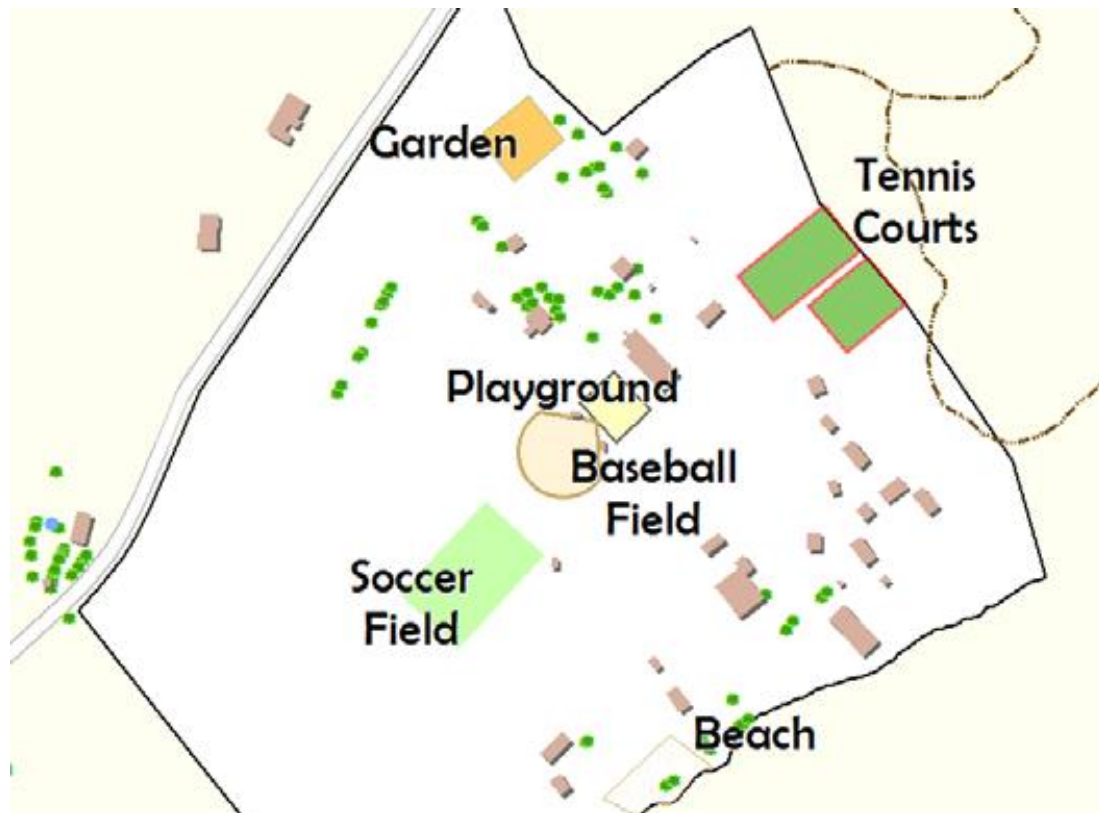 Garden
Tennis
Courts
Playground
Baseball
Field
Soccer
Field
Beach